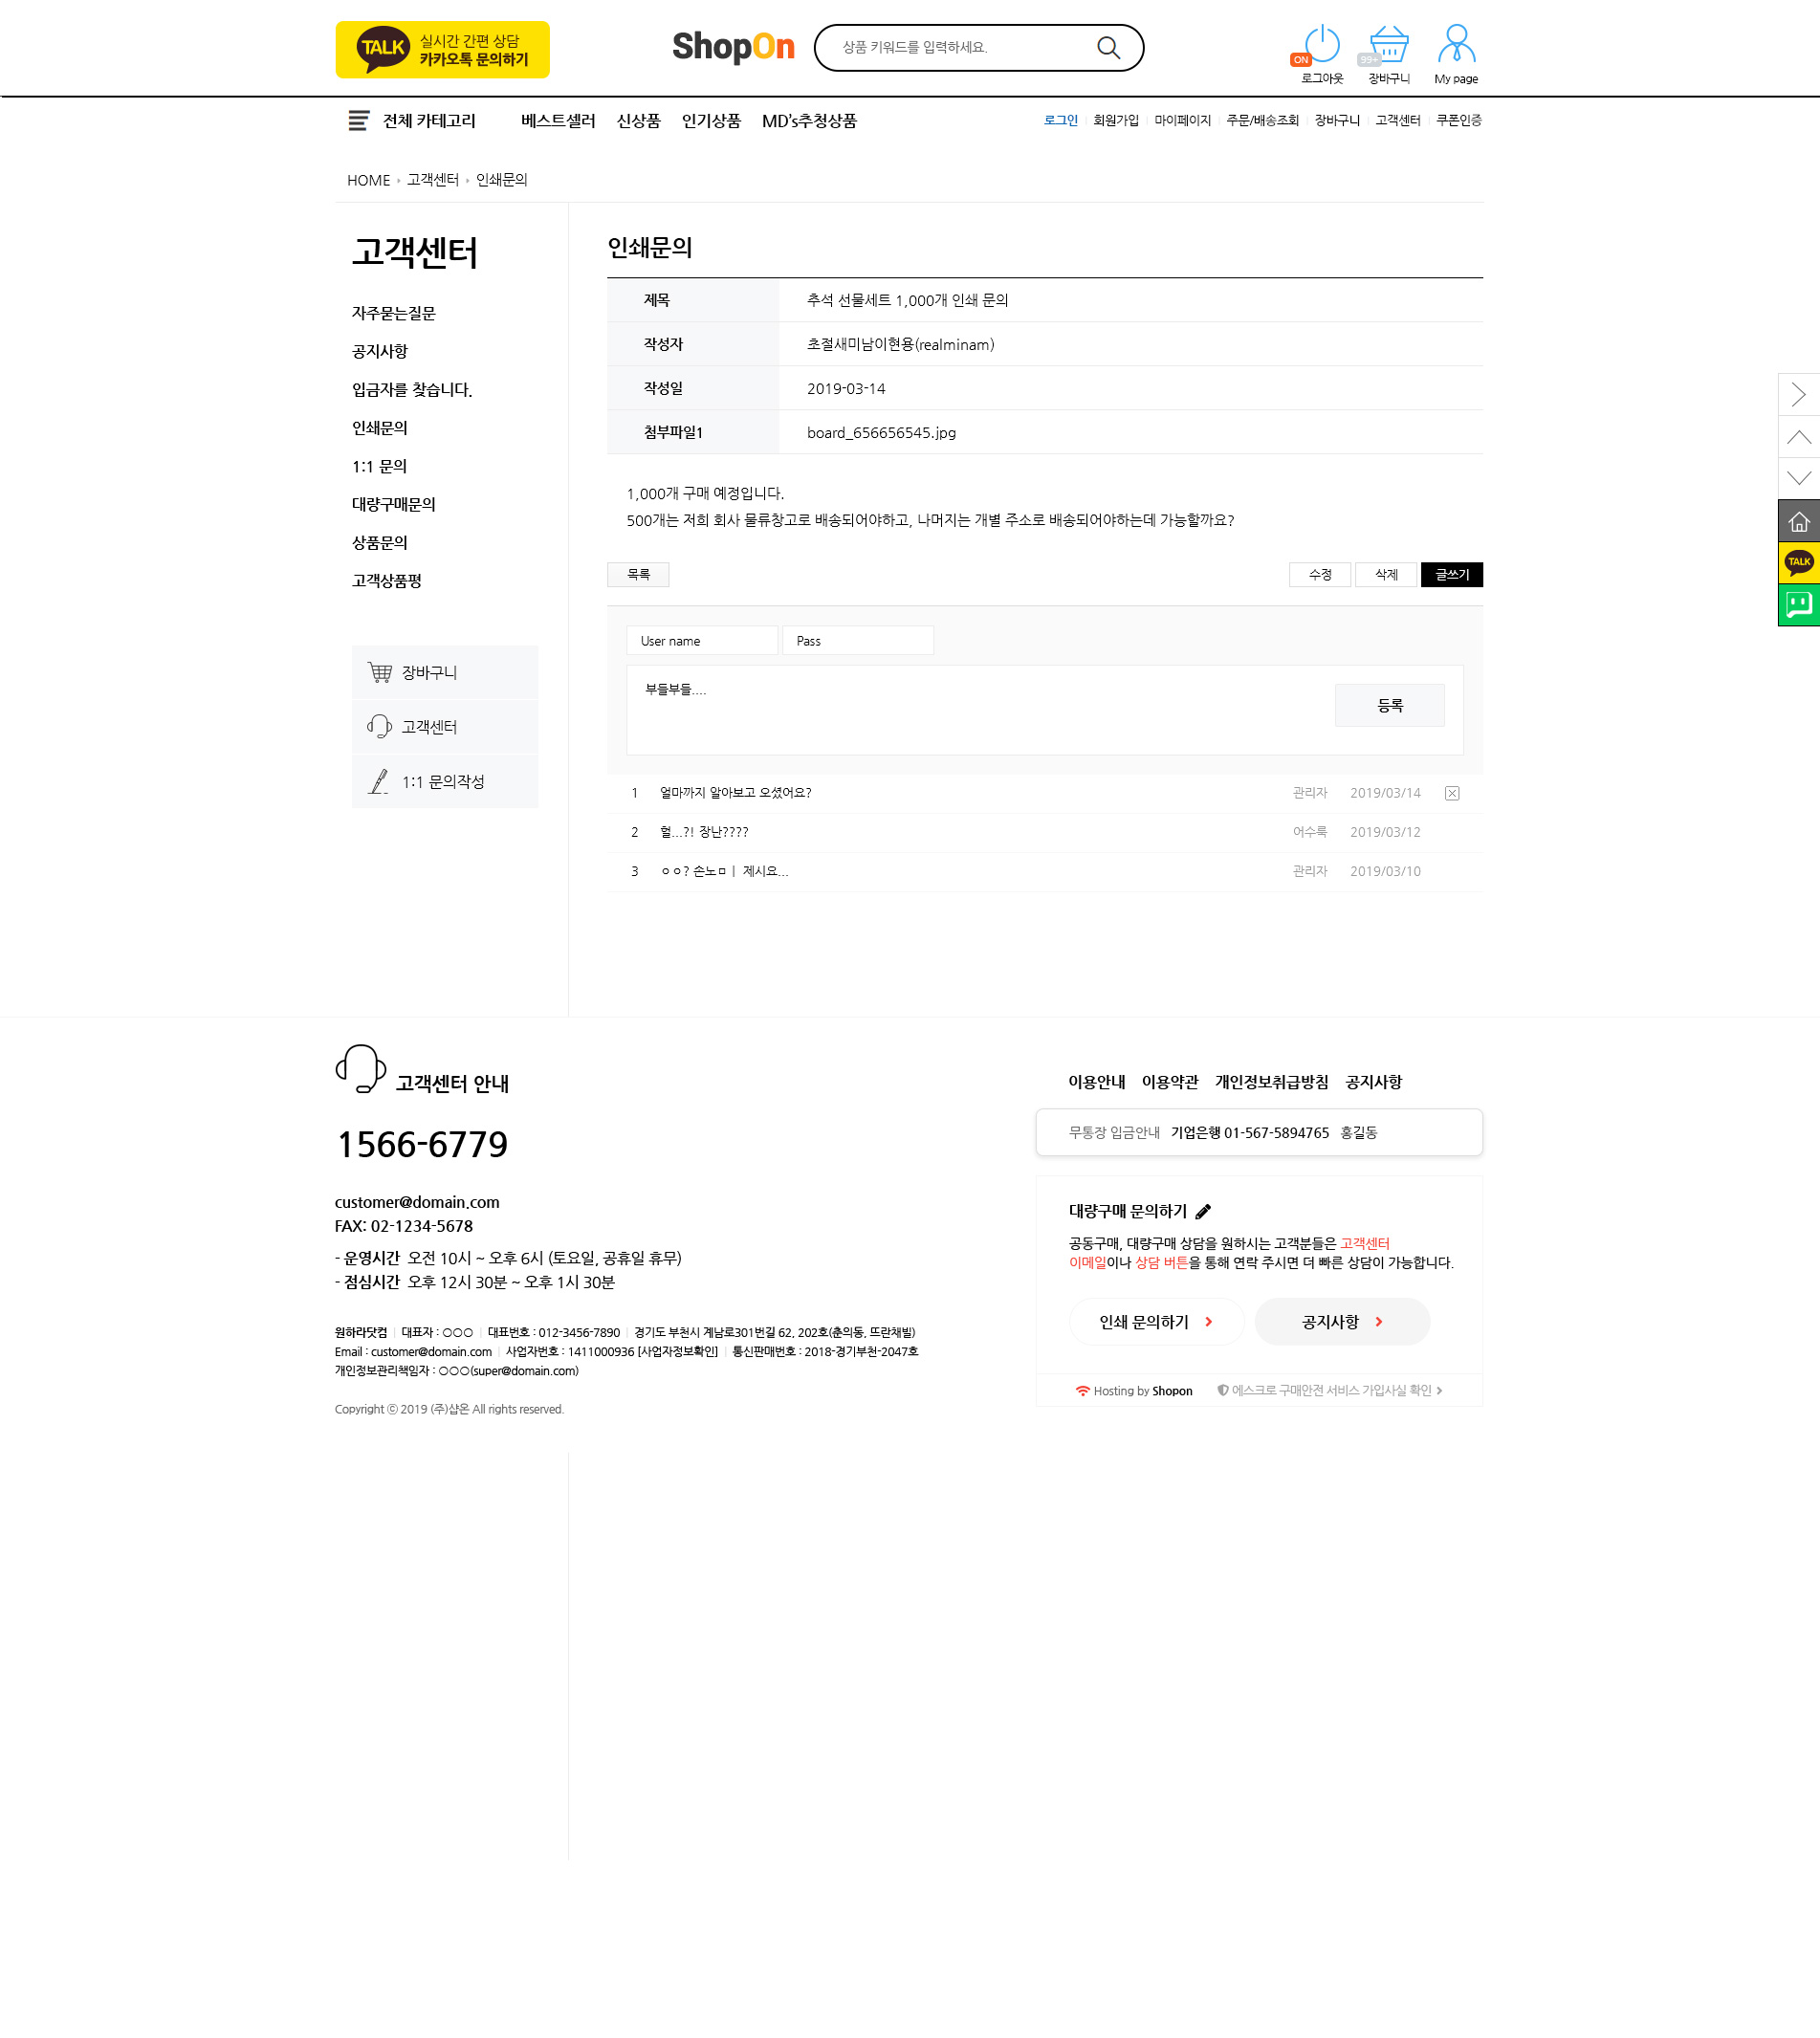 TALK 실시간 간편 상담
카카오톡 문의하기
ShopOn
상품 키워드를 입력하세요.
ON 로그아웃
99+ 장바구니
My page
전체 카테고리 베스트셀러 신상품 인기상품 MD's추청상품
로그인 회원가입 마이페이지 주문/배송조회 장바구니 고객센터 쿠폰인증
HOME 고객센터 인쇄문의
고객센터
자주묻는질문
공지사항
입금자를 찾습니다.
인쇄문의
1:1 문의
대량구매문의
상품문의
고객상품평
장바구니
고객센터
1:1 문의작성
인쇄문의
제목 추석 선물세트 1,000개 인쇄 문의
작성자 초절새미남이현용(realminam)
작성일 2019-03-14
첨부파일1 board_656656545.jpg
1,000개 구매 예정입니다.
500개는 저희 회사 물류창고로 배송되어야하고, 나머지는 개별 주소로 배송되어야하는데 가능할까요?
목록 수정 삭제 글쓰기
User name Pass
부들부들....
등록
1 얼마까지 알아보고 오셨어요? 관리자 2019/03/14
2 헐...?! 장난???? 어수룩 2019/03/12
3 ㅇㅇ? 손노ㅁㅣ 제시요... 관리자 2019/03/10
TALK
고객센터 안내
1566-6779
customer@domain.com
FAX: 02-1234-5678
- 운영시간 오전 10시 ~ 오후 6시 (토요일, 공휴일 휴무)
- 점심시간 오후 12시 30분 ~ 오후 1시 30분
원하라닷컴 대표자 : ○○○ 대표번호 : 012-3456-7890 경기도 부천시 계남로301번길 62, 202호(춘의동, 뜨란채빌)
Email : customer@domain.com 사업자번호 : 1411000936 [사업자정보확인] 통신판매번호 : 2018-경기부천-2047호
개인정보관리책임자 : ○○○(super@domain.com)
Copyright ⓒ 2019 (주)샵온 All rights reserved.
이용안내 이용약관 개인정보취급방침 공지사항
무통장 입금안내 기업은행 01-567-5894765 홍길동
대량구매 문의하기
공동구매, 대량구매 상담을 원하시는 고객분들은 고객센터
이메일이나 상담 버튼을 통해 연락 주시면 더 빠른 상담이 가능합니다.
인쇄 문의하기 공지사항
Hosting by Shopon 에스크로 구매안전 서비스 가입사실 확인